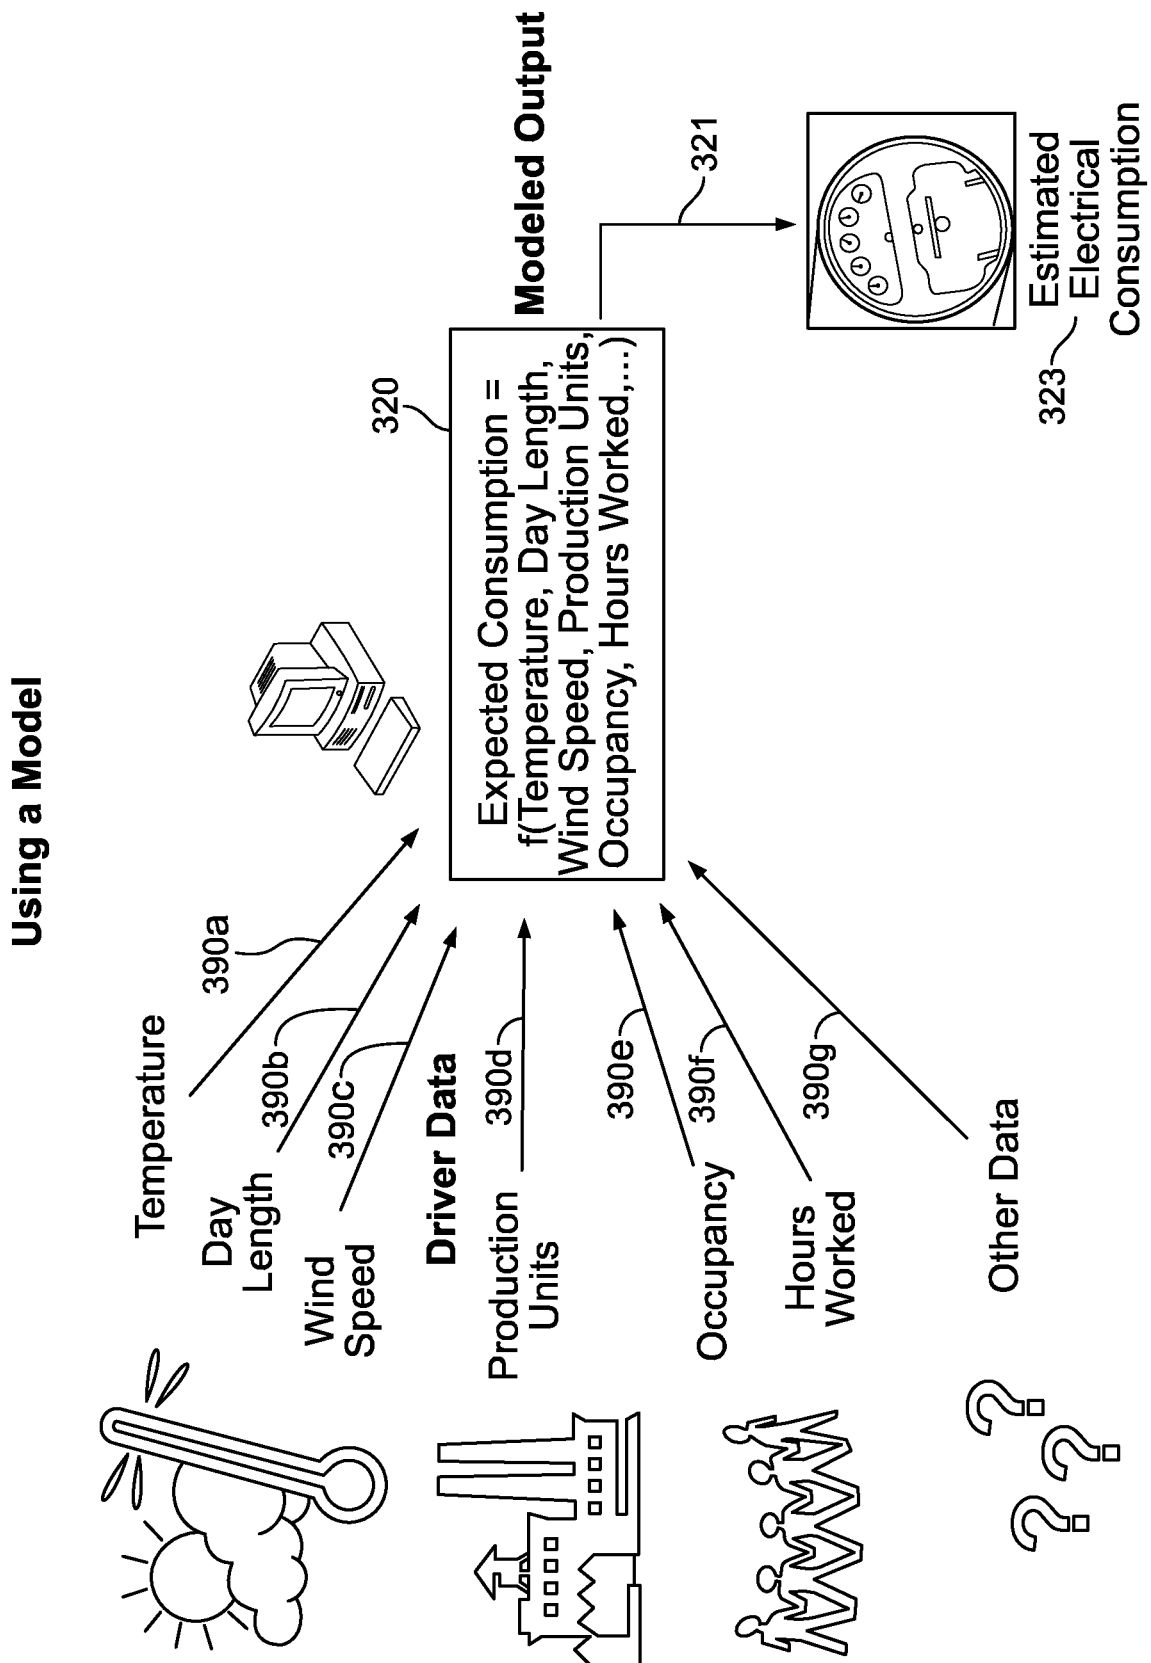 Using a Model
Temperature
390a
Day
Length
390b
Wind
Speed
390c
Driver Data
Production
Units
390d
Occupancy
390e
Hours
Worked
390f
Other Data
390g
320
Expected Consumption =
f(Temperature, Day Length,
Wind Speed, Production Units,
Occupancy, Hours Worked,...)
Modeled Output
321
323
Estimated
Electrical
Consumption
? ? ?